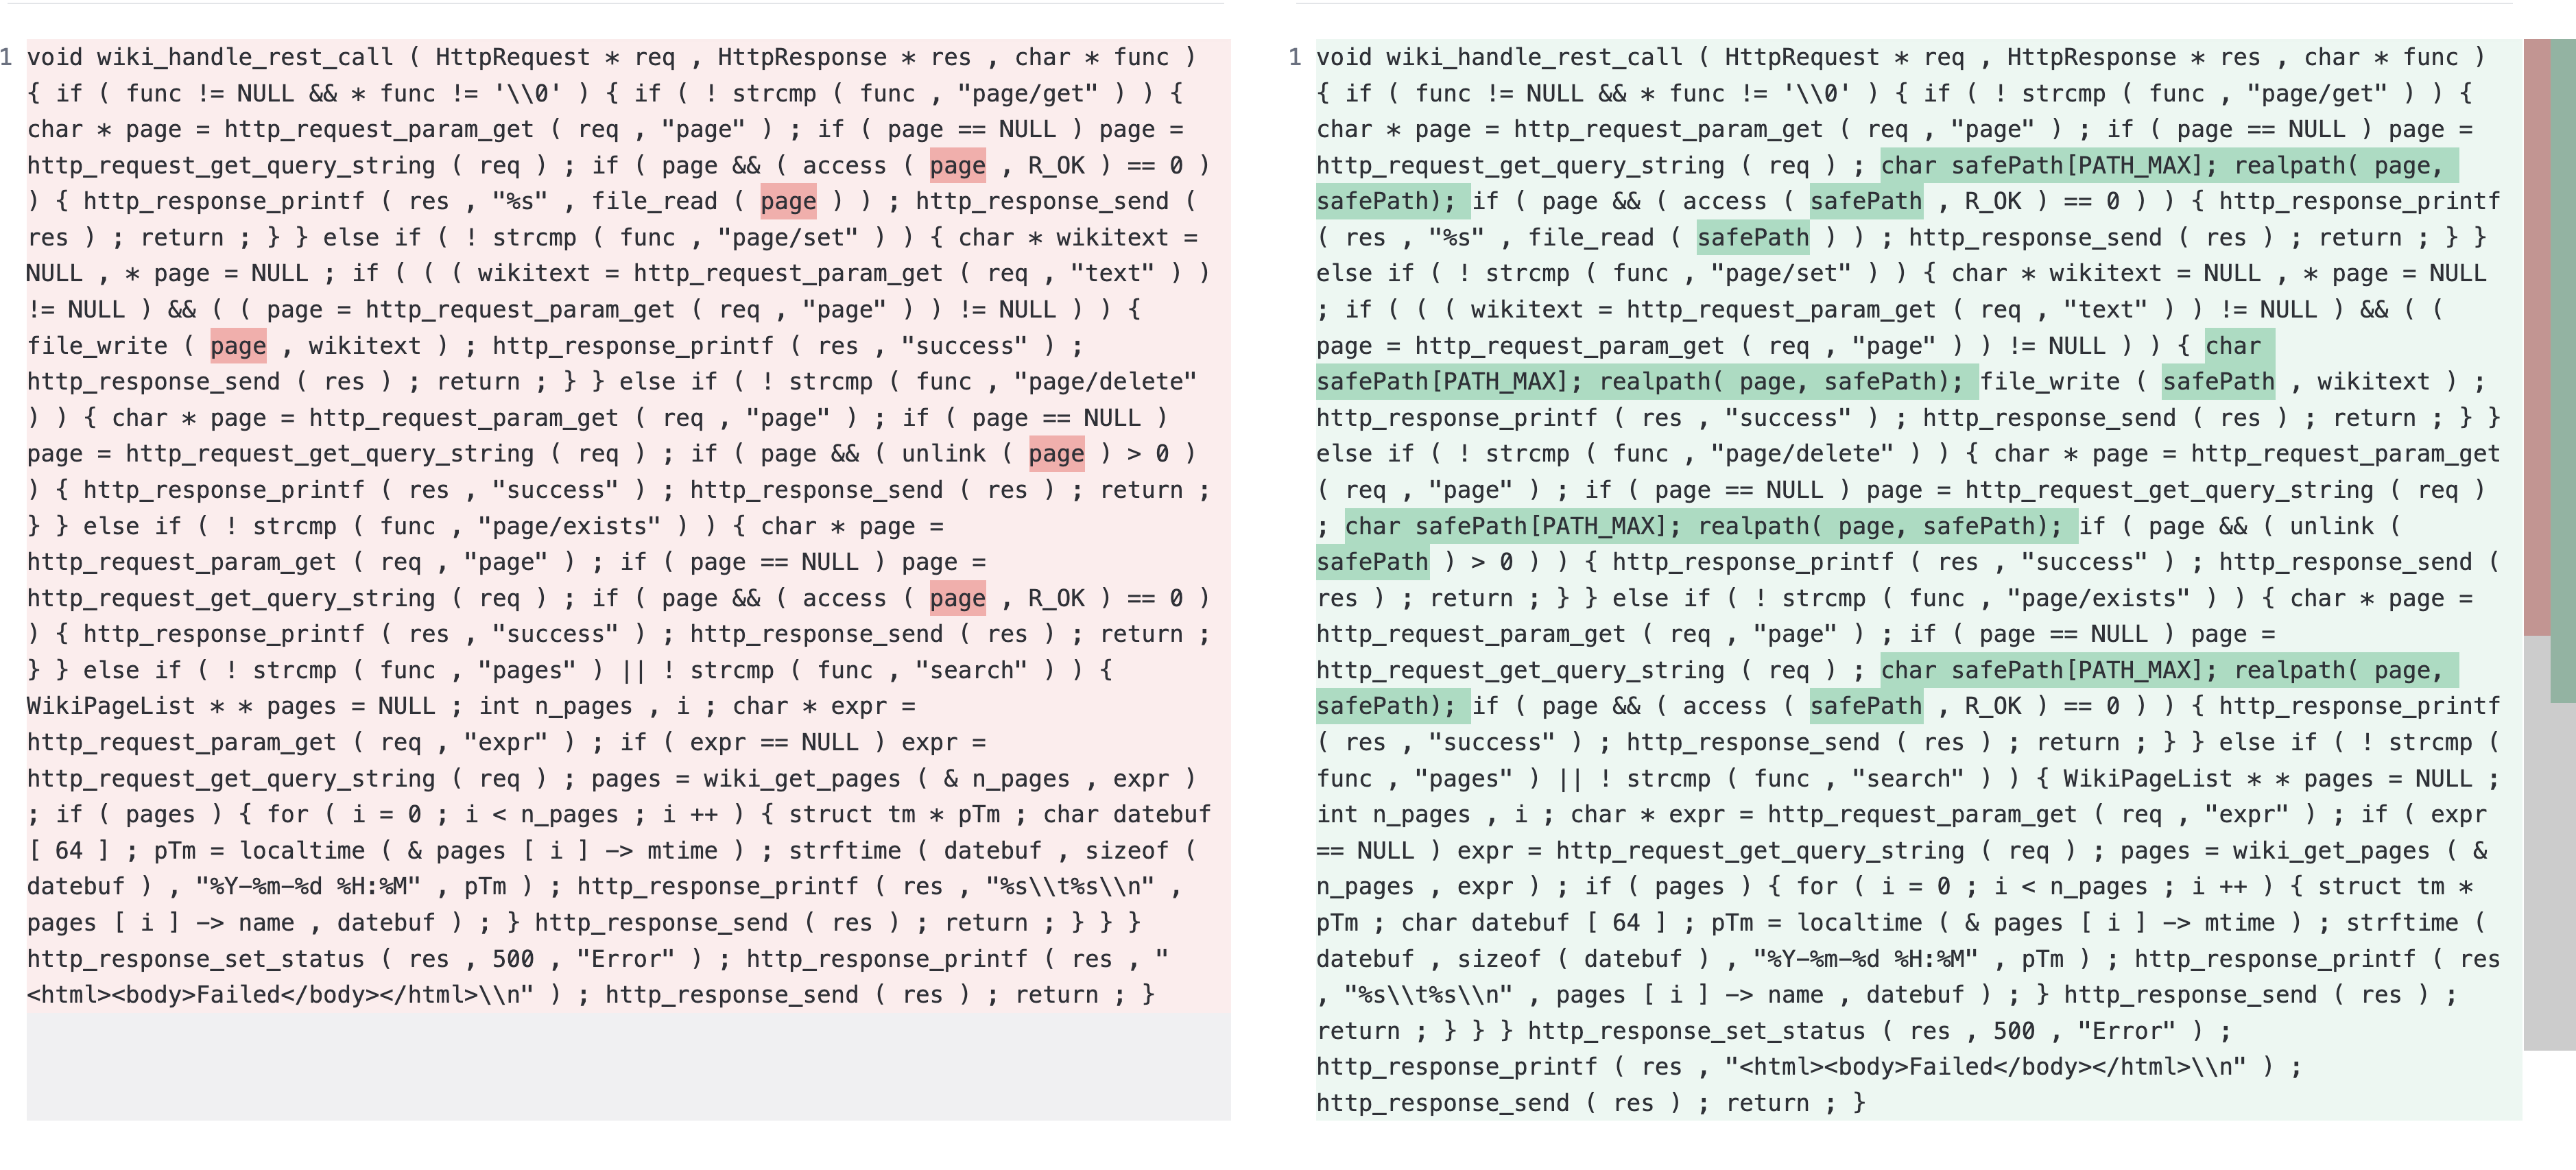 1 void wiki_handle_rest_call ( HttpRequest * req , HttpResponse * res , char * func )
{ if ( func != NULL && * func != '\\0' ) { if ( ! strcmp ( func , "page/get" ) ) {
char * page = http_request_param_get ( req , "page" ) ; if ( page == NULL ) page =
http_request_get_query_string ( req ) ; if ( page && ( access ( page , R_OK ) == 0 )
) { http_response_printf ( res , "%s" , file_read ( page ) ) ; http_response_send (
res ) ; return ; } } else if ( ! strcmp ( func , "page/set" ) ) { char * wikitext =
NULL , * page = NULL ; if ( ( ( wikitext = http_request_param_get ( req , "text" ) )
!= NULL ) && ( ( page = http_request_param_get ( req , "page" ) ) != NULL ) ) {
file_write ( page , wikitext ) ; http_response_printf ( res , "success" ) ;
http_response_send ( res ) ; return ; } } else if ( ! strcmp ( func , "page/delete"
) ) { char * page = http_request_param_get ( req , "page" ) ; if ( page == NULL )
page = http_request_get_query_string ( req ) ; if ( page && ( unlink ( page ) > 0 )
) { http_response_printf ( res , "success" ) ; http_response_send ( res ) ; return ;
} } else if ( ! strcmp ( func , "page/exists" ) ) { char * page =
http_request_param_get ( req , "page" ) ; if ( page == NULL ) page =
http_request_get_query_string ( req ) ; if ( page && ( access ( page , R_OK ) == 0 )
) { http_response_printf ( res , "success" ) ; http_response_send ( res ) ; return ;
} } else if ( ! strcmp ( func , "pages" ) || ! strcmp ( func , "search" ) ) {
WikiPageList * * pages = NULL ; int n_pages , i ; char * expr =
http_request_param_get ( req , "expr" ) ; if ( expr == NULL ) expr =
http_request_get_query_string ( req ) ; pages = wiki_get_pages ( & n_pages , expr )
; if ( pages ) { for ( i = 0 ; i < n_pages ; i ++ ) { struct tm * pTm ; char datebuf
[ 64 ] ; pTm = localtime ( & pages [ i ] -> mtime ) ; strftime ( datebuf , sizeof (
datebuf ) , "%Y-%m-%d %H:%M" , pTm ) ; http_response_printf ( res , "%s\\t%s\\n" ,
pages [ i ] -> name , datebuf ) ; } http_response_send ( res ) ; return ; } } }
http_response_set_status ( res , 500 , "Error" ) ; http_response_printf ( res , "
<html><body>Failed</body></html>\\n" ) ; http_response_send ( res ) ; return ; }
1 void wiki_handle_rest_call ( HttpRequest * req , HttpResponse * res , char * func )
{ if ( func != NULL && * func != '\\0' ) { if ( ! strcmp ( func , "page/get" ) ) {
char * page = http_request_param_get ( req , "page" ) ; if ( page == NULL ) page =
http_request_get_query_string ( req ) ; char safePath[PATH_MAX]; realpath( page,
safePath); if ( page && ( access ( safePath , R_OK ) == 0 ) ) { http_response_printf
( res , "%s" , file_read ( safePath ) ) ; http_response_send ( res ) ; return ; } }
else if ( ! strcmp ( func , "page/set" ) ) { char * wikitext = NULL , * page = NULL
; if ( ( ( wikitext = http_request_param_get ( req , "text" ) ) != NULL ) && ( (
page = http_request_param_get ( req , "page" ) ) != NULL ) ) { char
safePath[PATH_MAX]; realpath( page, safePath); file_write ( safePath , wikitext ) ;
http_response_printf ( res , "success" ) ; http_response_send ( res ) ; return ; } }
else if ( ! strcmp ( func , "page/delete" ) ) { char * page = http_request_param_get
( req , "page" ) ; if ( page == NULL ) page = http_request_get_query_string ( req )
; char safePath[PATH_MAX]; realpath( page, safePath); if ( page && ( unlink (
safePath ) > 0 ) ) { http_response_printf ( res , "success" ) ; http_response_send (
res ) ; return ; } } else if ( ! strcmp ( func , "page/exists" ) ) { char * page =
http_request_param_get ( req , "page" ) ; if ( page == NULL ) page =
http_request_get_query_string ( req ) ; char safePath[PATH_MAX]; realpath( page,
safePath); if ( page && ( access ( safePath , R_OK ) == 0 ) ) { http_response_printf
( res , "success" ) ; http_response_send ( res ) ; return ; } } else if ( ! strcmp (
func , "pages" ) || ! strcmp ( func , "search" ) ) { WikiPageList * * pages = NULL ;
int n_pages , i ; char * expr = http_request_param_get ( req , "expr" ) ; if ( expr
== NULL ) expr = http_request_get_query_string ( req ) ; pages = wiki_get_pages ( &
n_pages , expr ) ; if ( pages ) { for ( i = 0 ; i < n_pages ; i ++ ) { struct tm *
pTm ; char datebuf [ 64 ] ; pTm = localtime ( & pages [ i ] -> mtime ) ; strftime (
datebuf , sizeof ( datebuf ) , "%Y-%m-%d %H:%M" , pTm ) ; http_response_printf ( res
, "%s\\t%s\\n" , pages [ i ] -> name , datebuf ) ; } http_response_send ( res ) ;
return ; } } } http_response_set_status ( res , 500 , "Error" ) ;
http_response_printf ( res , "<html><body>Failed</body></html>\\n" ) ;
http_response_send ( res ) ; return ; }